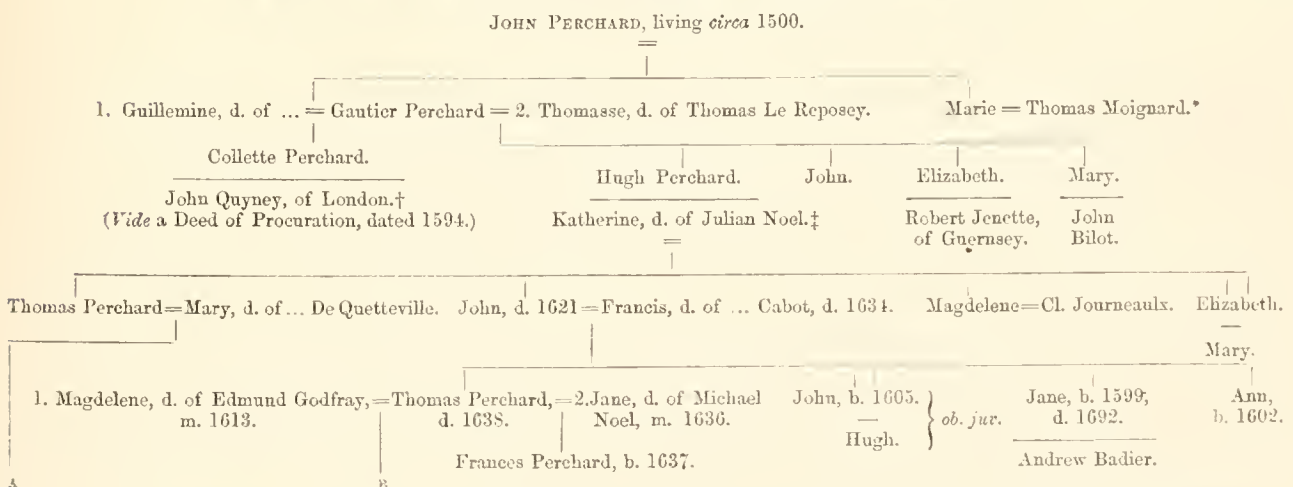 JOHN PERCHARD, living circa 1500.
=
1. Guillemine, d. of ... = Gautier Perchard = 2. Thomasse, d. of Thomas Le Reposey. Marie = Thomas Moignard.*
Collette Perchard. Hugh Perchard. John. Elizabeth. Mary.
John Quyney, of London.† Katherine, d. of Julian Noel.‡ Robert Jenette, John
(Vide a Deed of Procuration, dated 1594.) of Guernsey. Bilot.
=
Thomas Perchard=Mary, d. of ... De Quetteville. John, d. 1621=Francis, d. of ... Cabot, d. 1634. Magdelene=Cl. Journeaulx. Elizabeth.
—
Mary.
1. Magdelene, d. of Edmund Godfray,=Thomas Perchard,=2.Jane, d. of Michael John, b. 1605. } ob. juv. Jane, b. 1599, Ann,
m. 1613. d. 1638. Noel, m. 1636. — d. 1692. b. 1602.
Hugh.
Frances Perchard, b. 1637. Andrew Badier.
A B